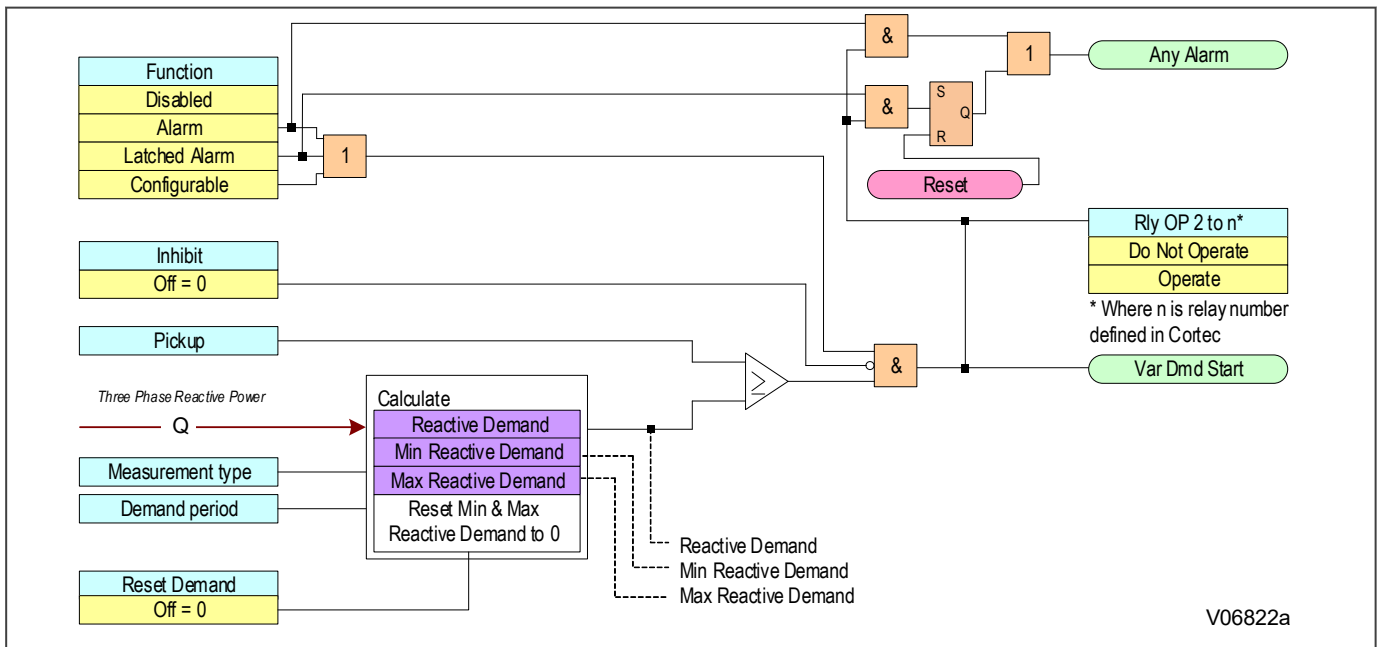 Function
Disabled
Alarm
Latched Alarm
Configurable
1
&
&
S
Q
R
1
Any Alarm
Reset
Rly OP 2 to n*
Do Not Operate
Operate
* Where n is relay number
defined in Cortec
Inhibit
Off = 0
Pickup
≥
&
Var Dmd Start
Three Phase Reactive Power
Q
Measurement type
Demand period
Calculate
Reactive Demand
Min Reactive Demand
Max Reactive Demand
Reset Min & Max
Reactive Demand to 0
Reset Demand
Off = 0
Reactive Demand
Min Reactive Demand
Max Reactive Demand
V06822a